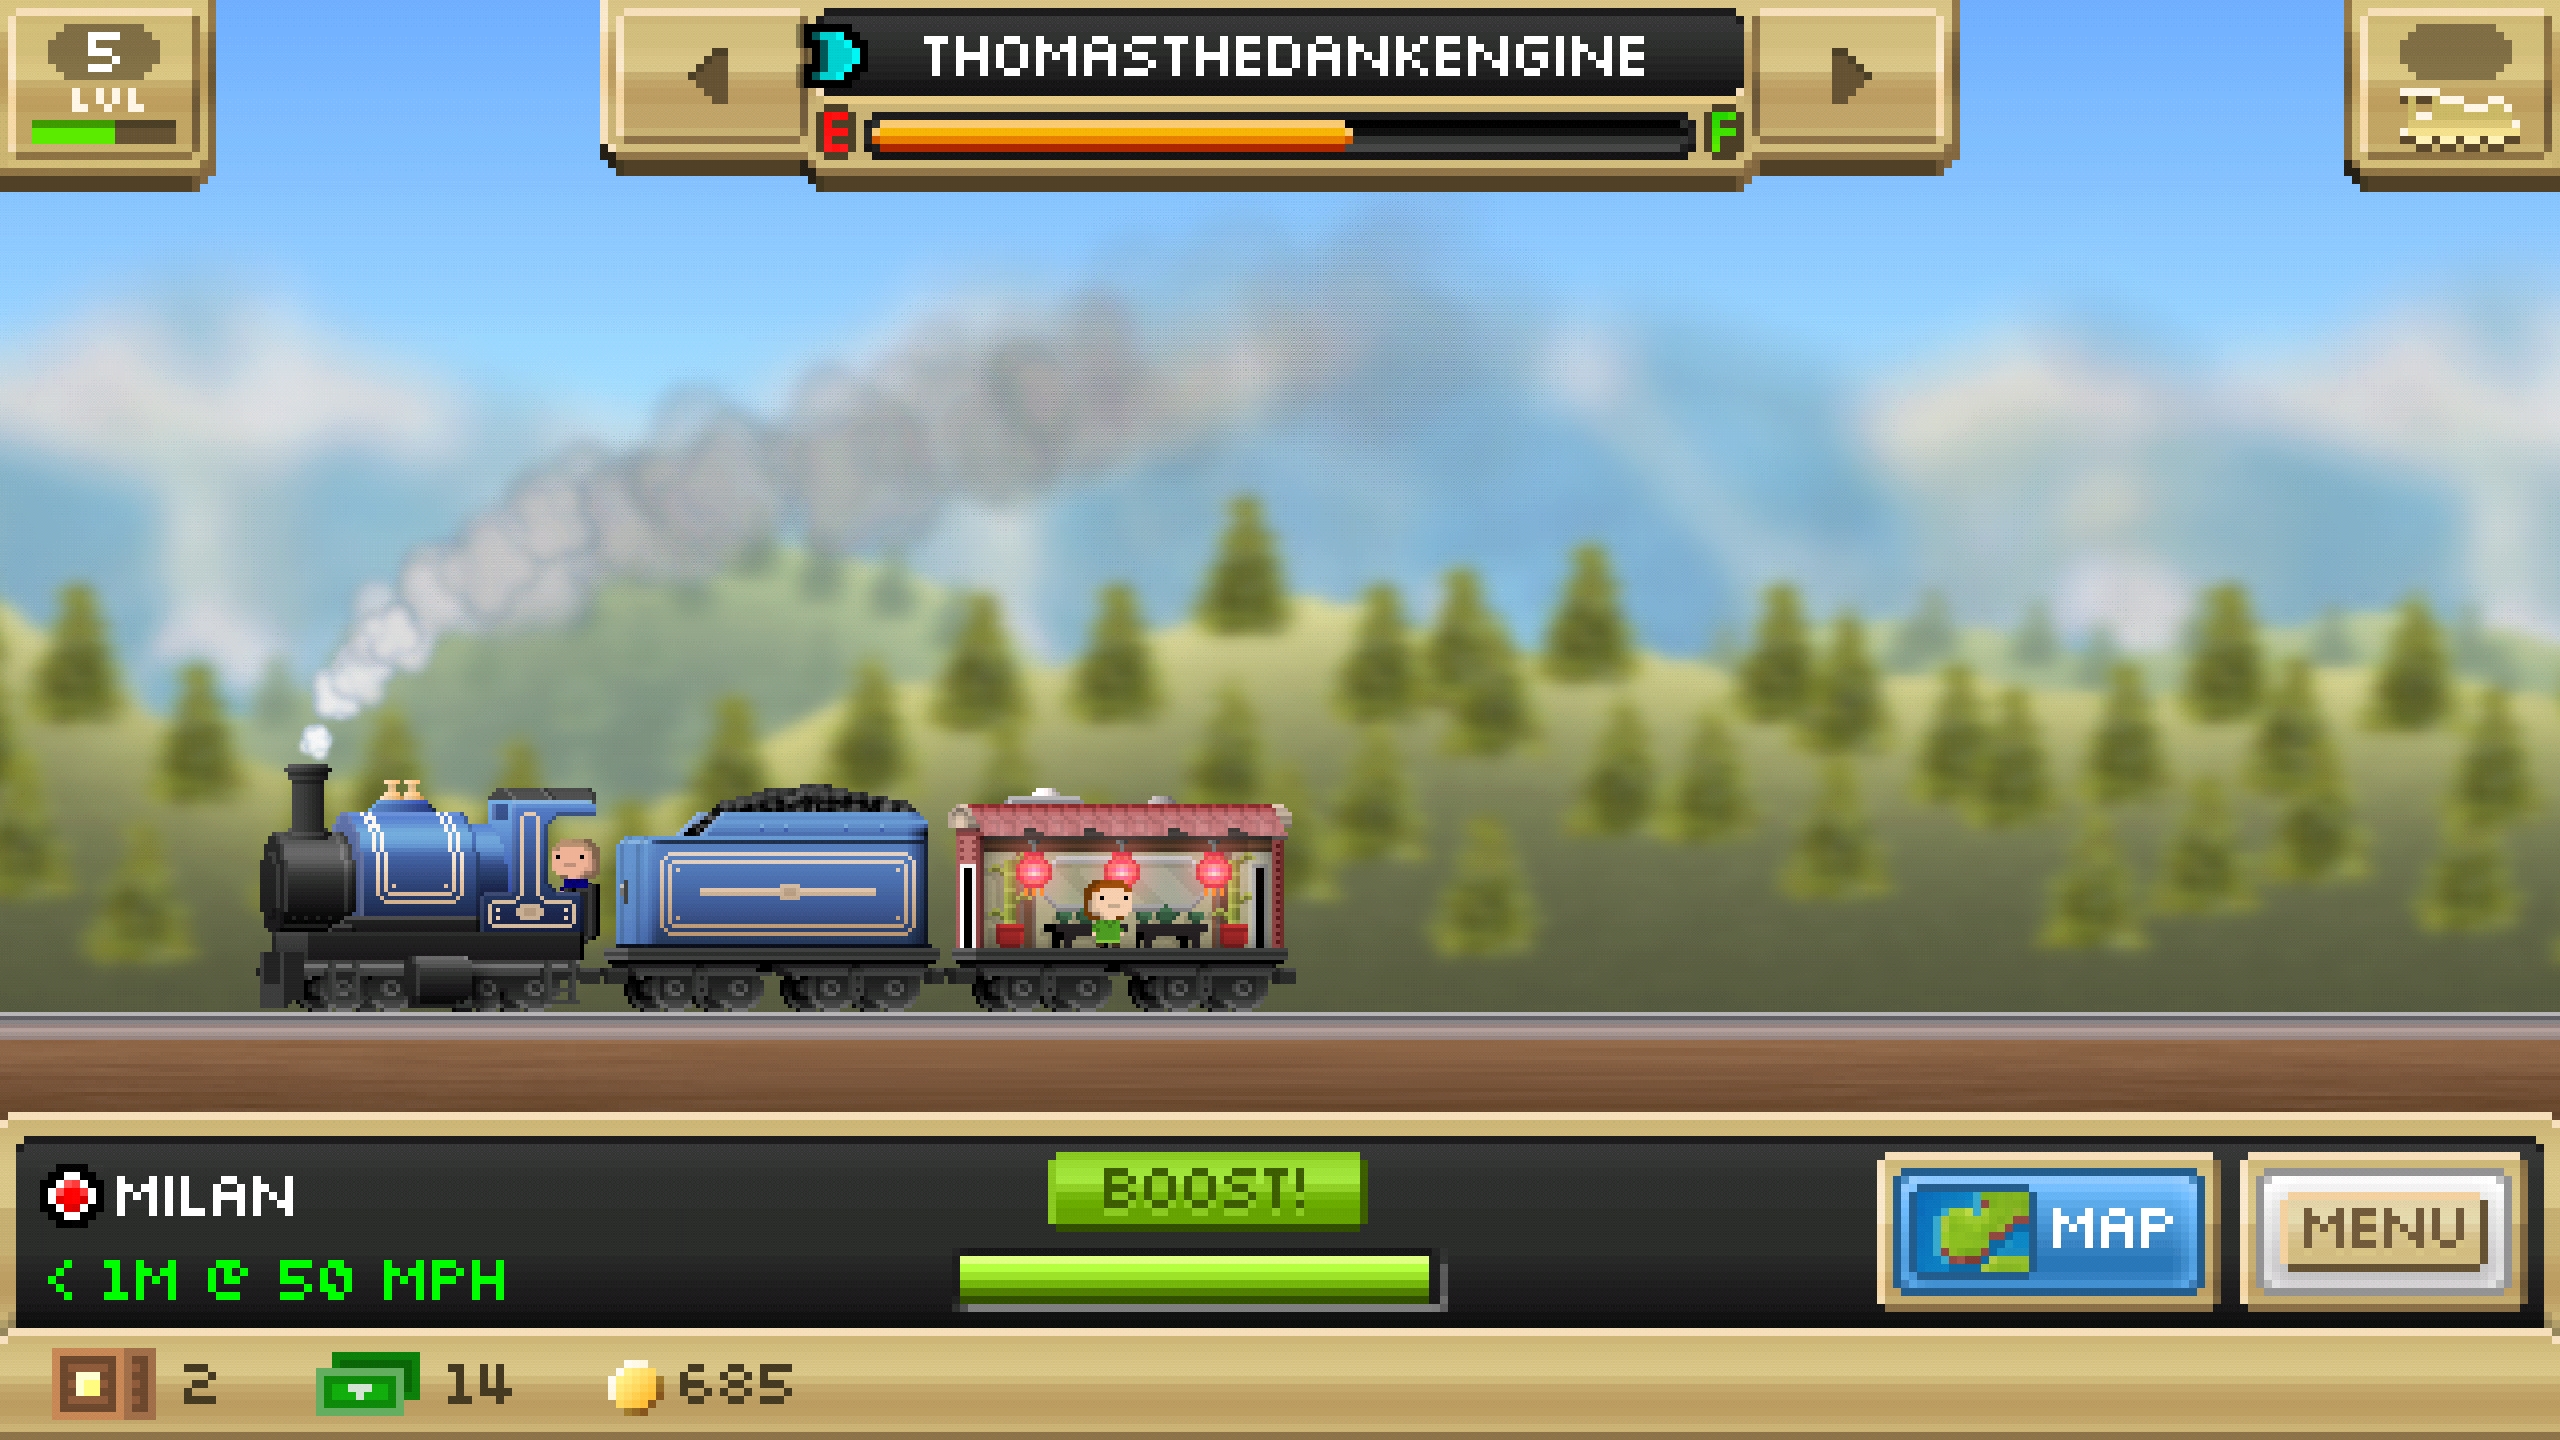 5
LVL
THOMASTHEDANKENGINE
E F
MILAN
< 1M @ 50 MPH
BOOST!
MAP
MENU
2 14 685